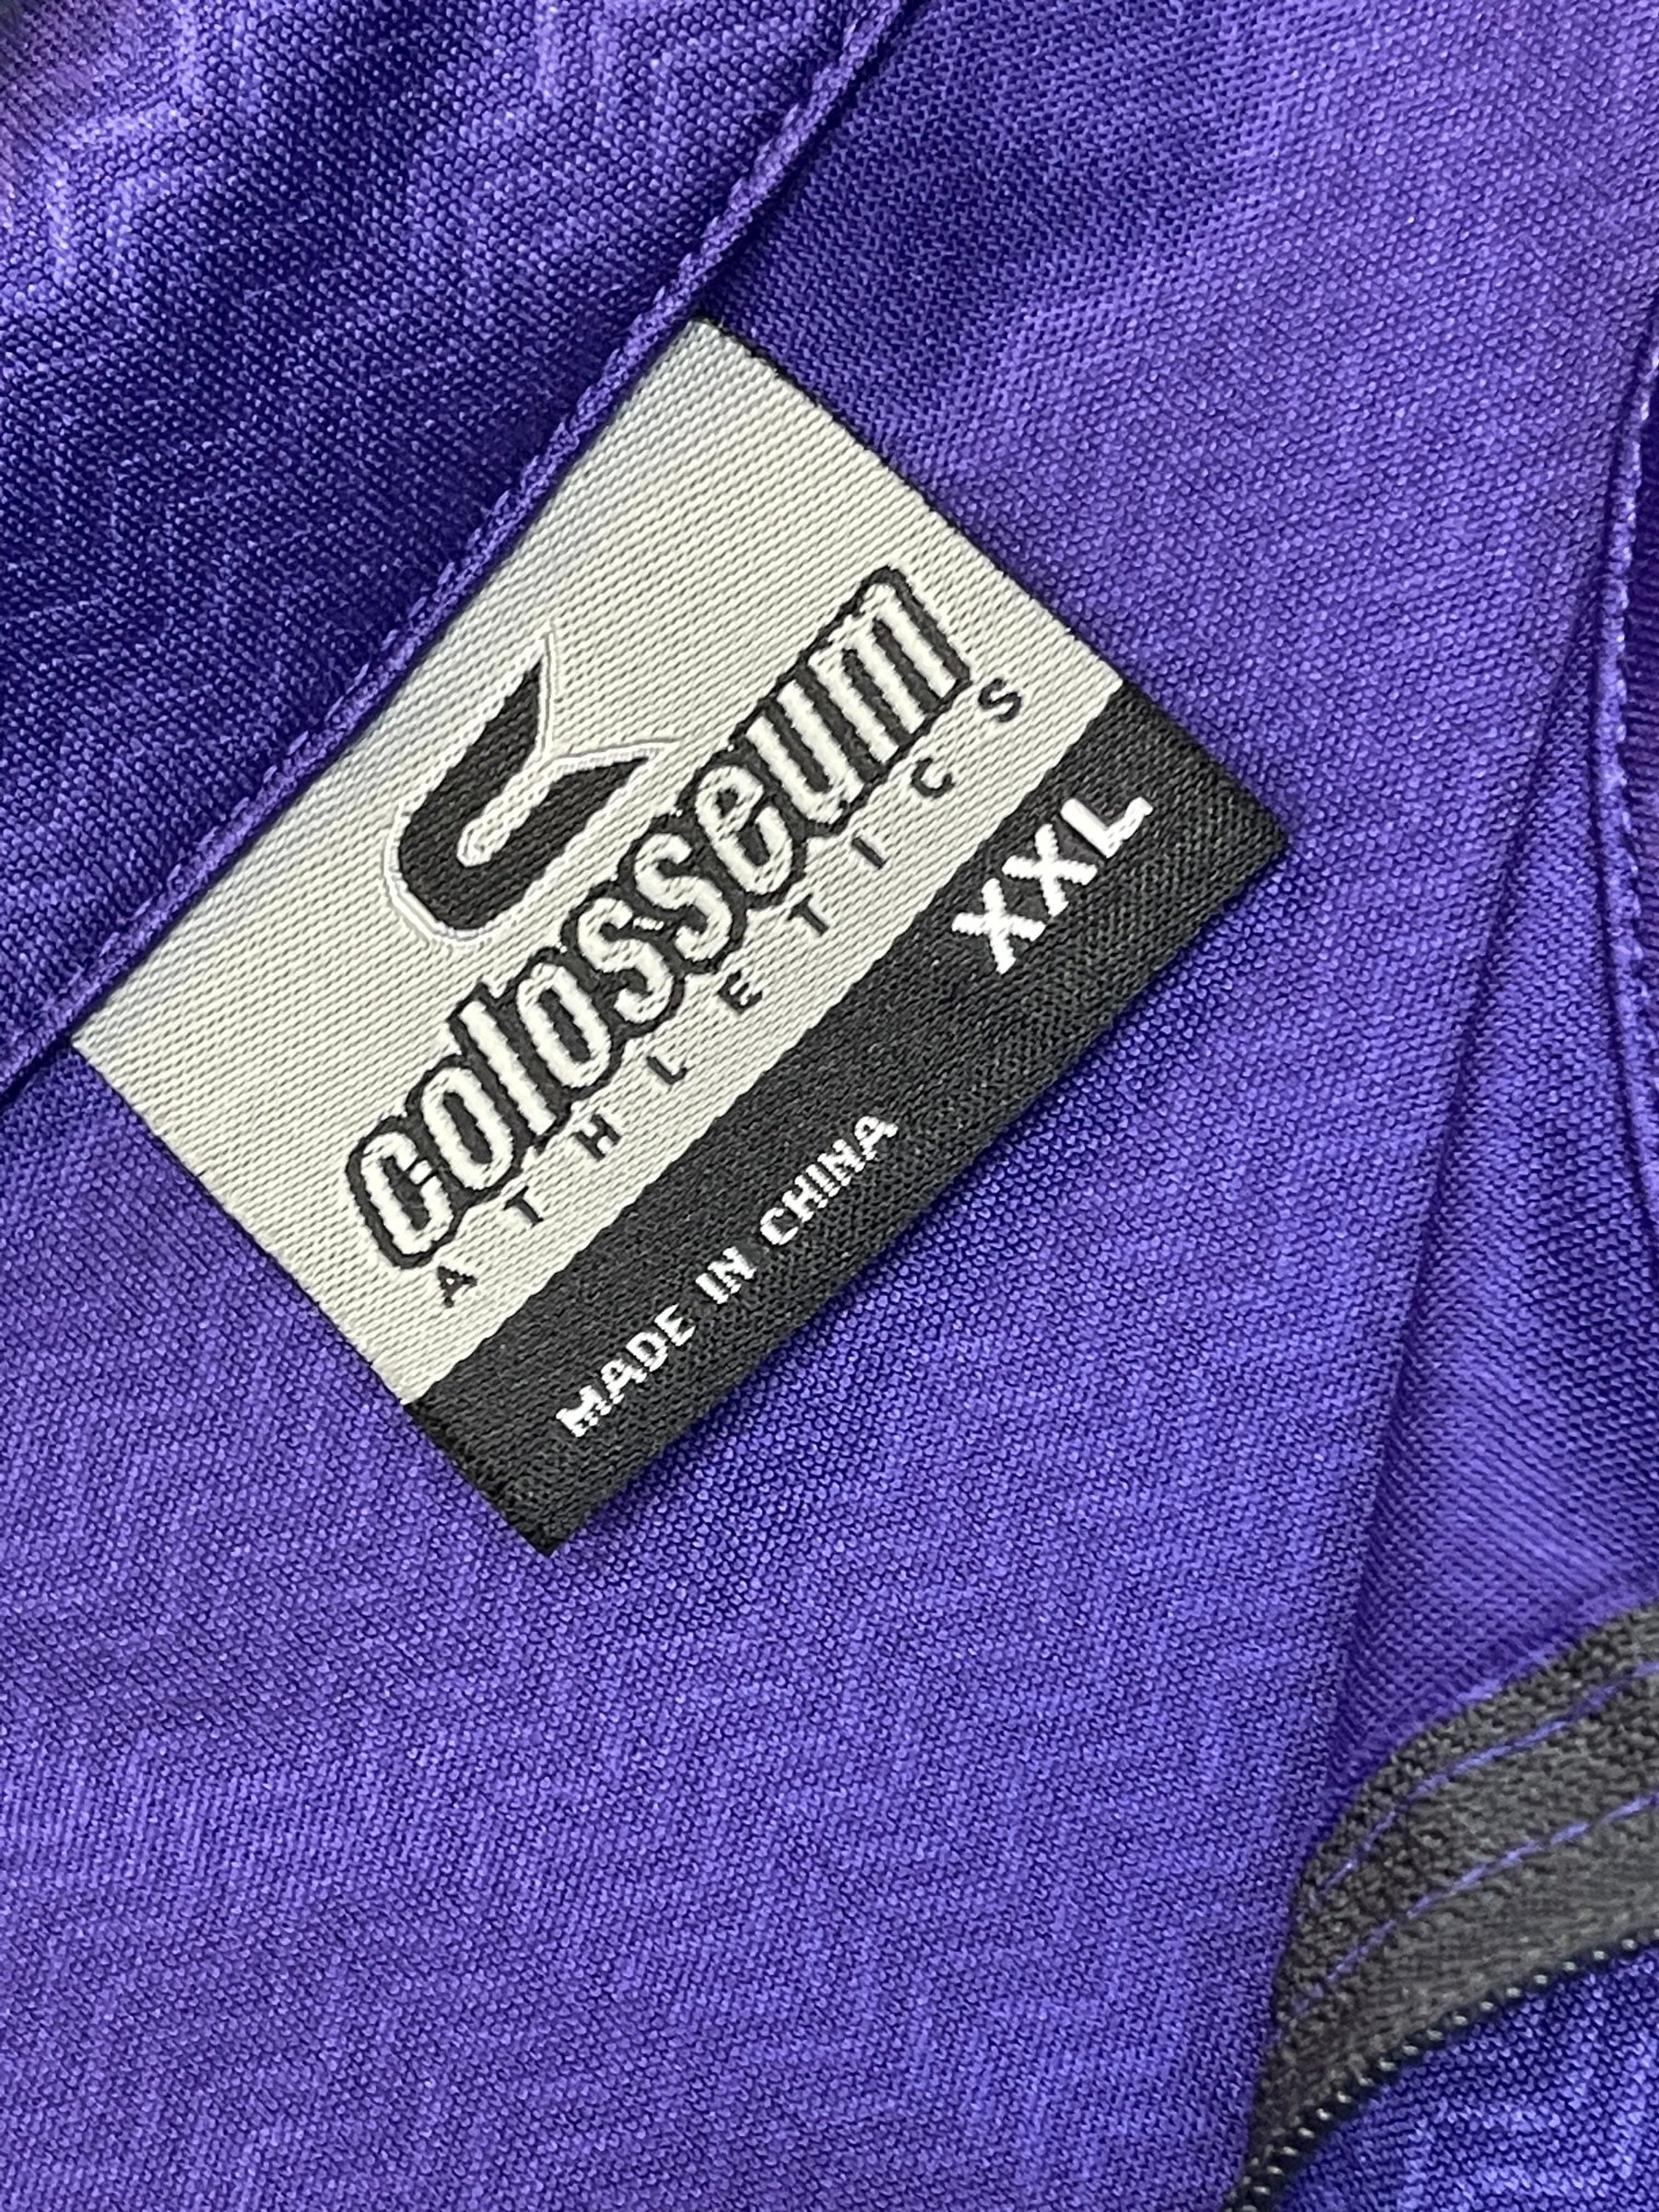 colosseum
ATHLETICS
MADE IN CHINA XXL